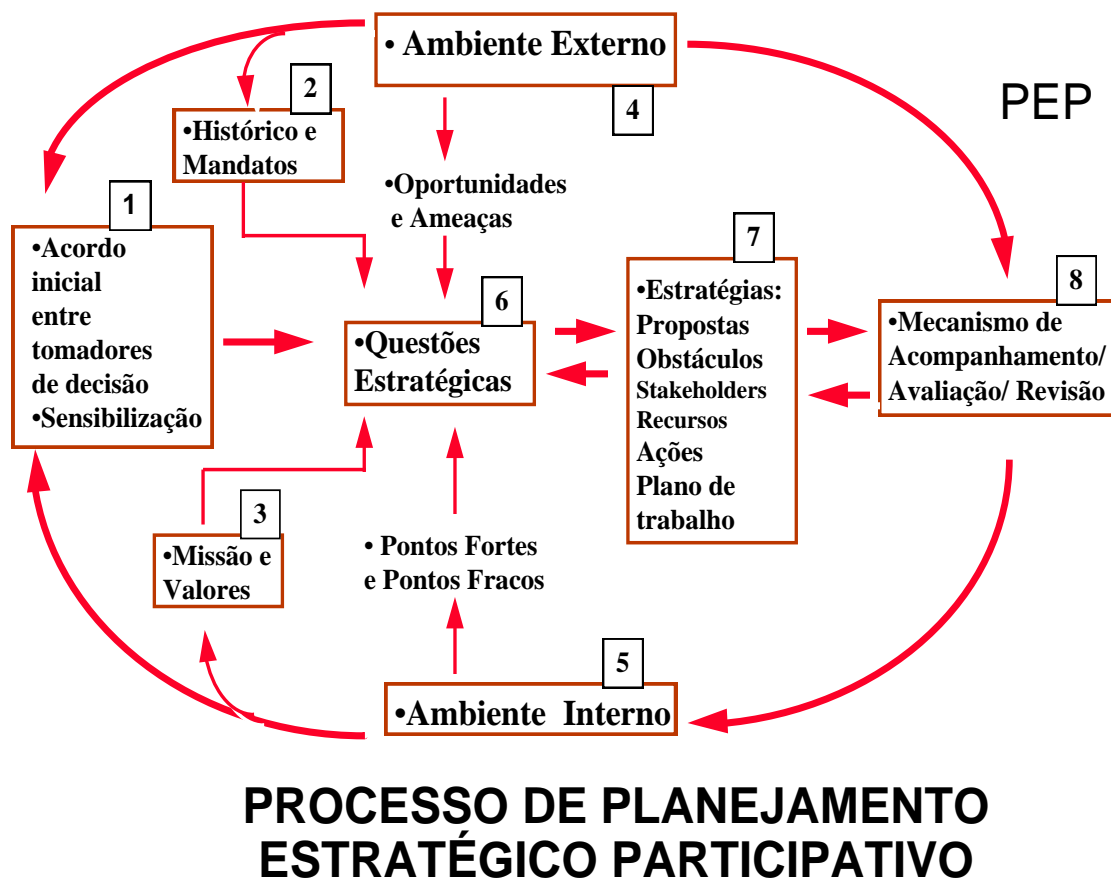 • Ambiente Externo
4
PEP
2
•Histórico e
Mandatos
•Oportunidades
e Ameaças
1
•Acordo
inicial
entre
tomadores
de decisão
•Sensibilização
6
•Questões
Estratégicas
7
•Estratégias:
Propostas
Obstáculos
Stakeholders
Recursos
Ações
Plano de
trabalho
8
•Mecanismo de
Acompanhamento/
Avaliação/ Revisão
3
•Missão e
Valores
• Pontos Fortes
e Pontos Fracos
5
•Ambiente Interno
PROCESSO DE PLANEJAMENTO
ESTRATÉGICO PARTICIPATIVO